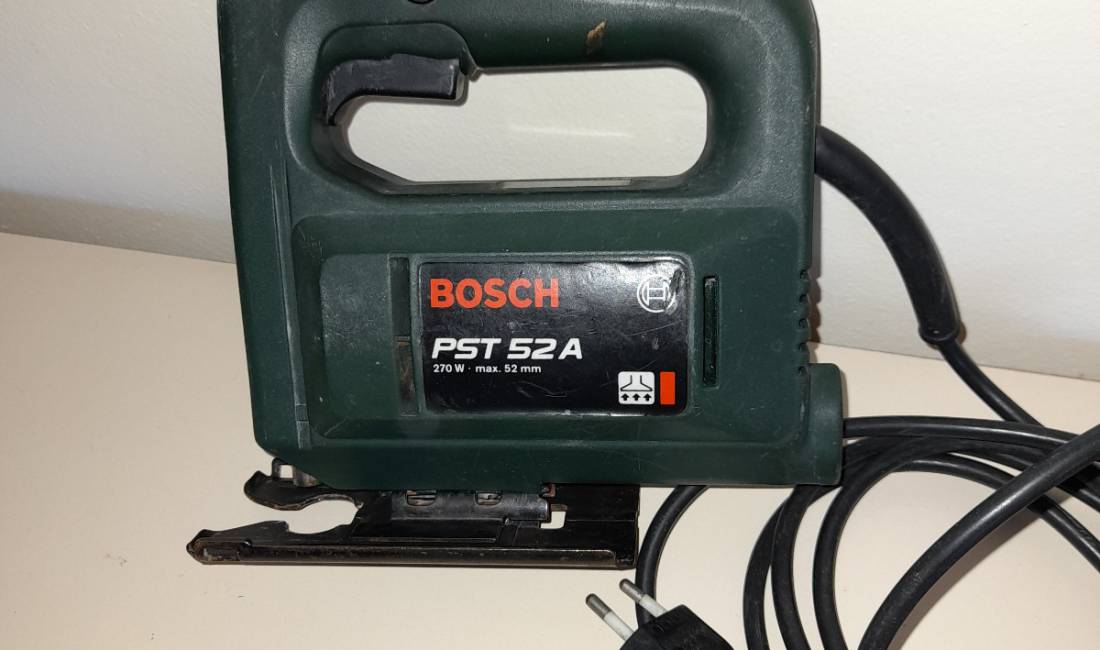 BOSCH
PST 52 A
270 W · max. 52 mm